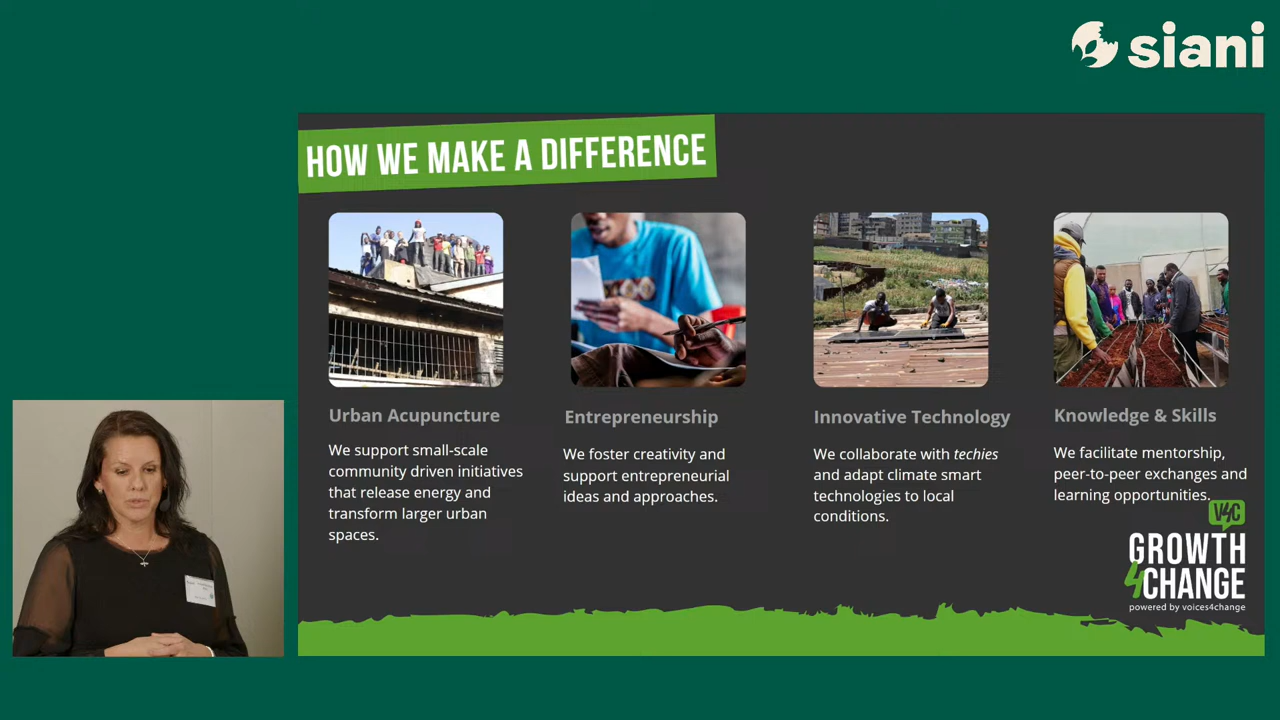 siani
HOW WE MAKE A DIFFERENCE
Urban Acupuncture
We support small-scale
community driven initiatives
that release energy and
transform larger urban
spaces.
Entrepreneurship
We foster creativity and
support entrepreneurial
ideas and approaches.
Innovative Technology
We collaborate with techies
and adapt climate smart
technologies to local
conditions.
Knowledge & Skills
We facilitate mentorship,
peer-to-peer exchanges and
learning opportunities.
V4C
GROWTH
4CHANGE
powered by voices4change